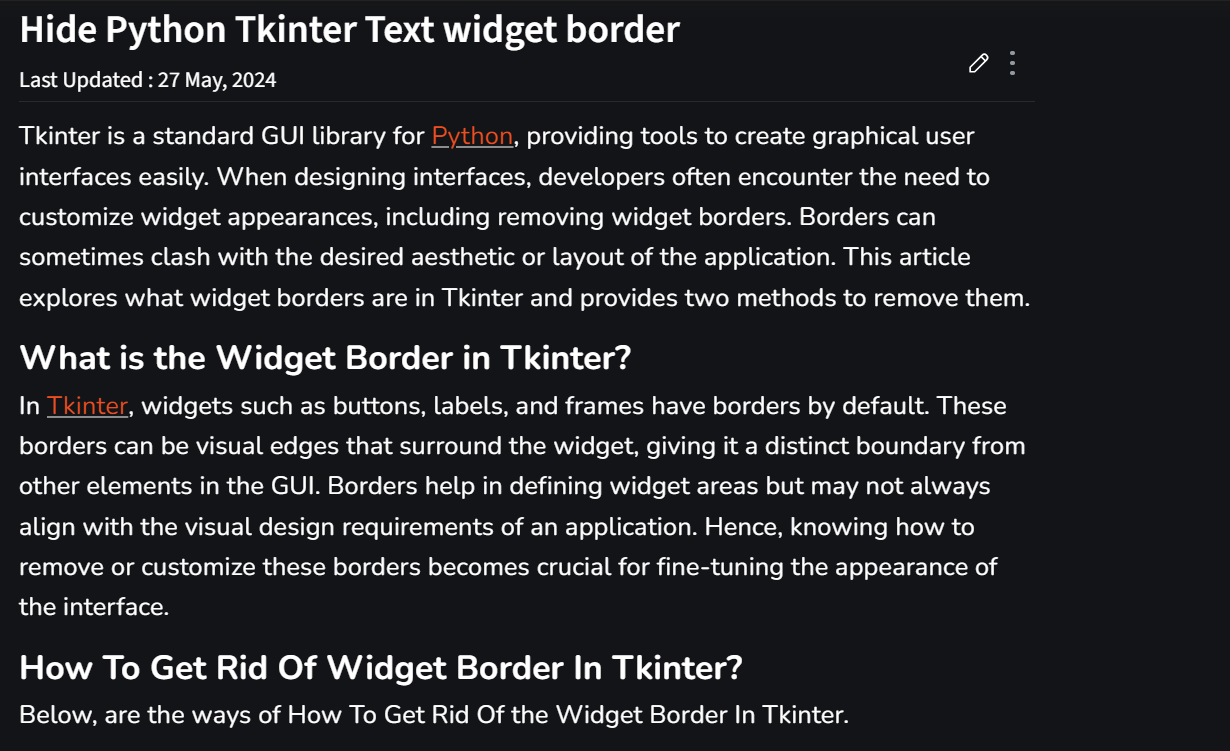 Hide Python Tkinter Text widget border
Last Updated : 27 May, 2024
Tkinter is a standard GUI library for Python, providing tools to create graphical user
interfaces easily. When designing interfaces, developers often encounter the need to
customize widget appearances, including removing widget borders. Borders can
sometimes clash with the desired aesthetic or layout of the application. This article
explores what widget borders are in Tkinter and provides two methods to remove them.
What is the Widget Border in Tkinter?
In Tkinter, widgets such as buttons, labels, and frames have borders by default. These
borders can be visual edges that surround the widget, giving it a distinct boundary from
other elements in the GUI. Borders help in defining widget areas but may not always
align with the visual design requirements of an application. Hence, knowing how to
remove or customize these borders becomes crucial for fine-tuning the appearance of
the interface.
How To Get Rid Of Widget Border In Tkinter?
Below, are the ways of How To Get Rid Of the Widget Border In Tkinter.